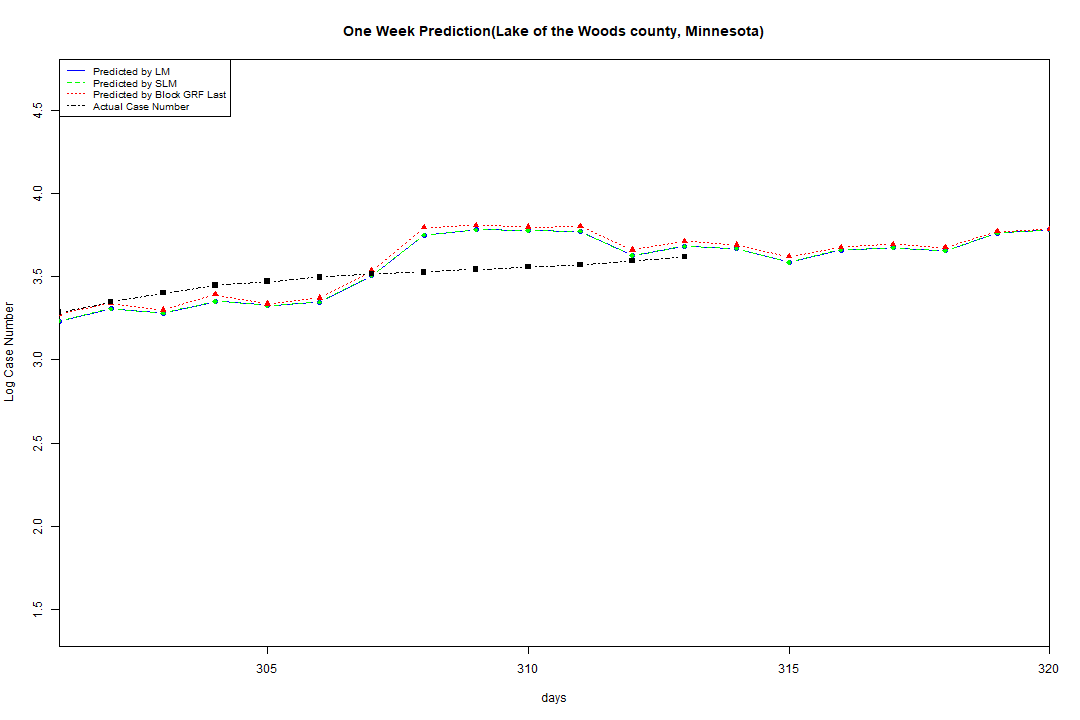 One Week Prediction(Lake of the Woods county, Minnesota)
Predicted by LM
Predicted by SLM
Predicted by Block GRF Last
Actual Case Number
4.5
4.0
3.5
3.0
2.5
2.0
1.5
Log Case Number
305 310 315 320
days